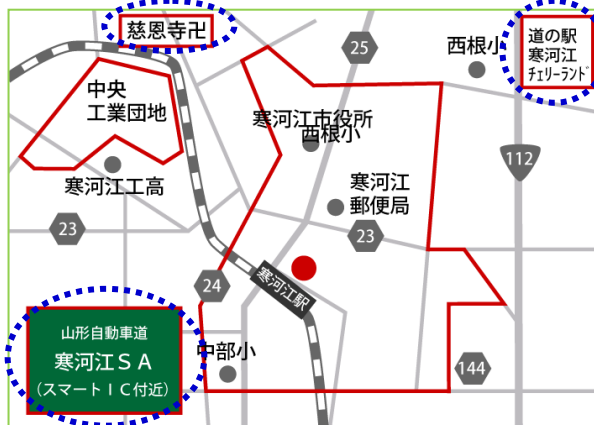 慈恩寺卍
25
西根小
道の駅
寒河江
チェリーランド
中央
工業団地
寒河江市役所
西根小
112
寒河江工高
寒河江
郵便局
23
23
24
寒河江駅
山形自動車道
寒河江SA
(スマートIC付近)
中部小
144